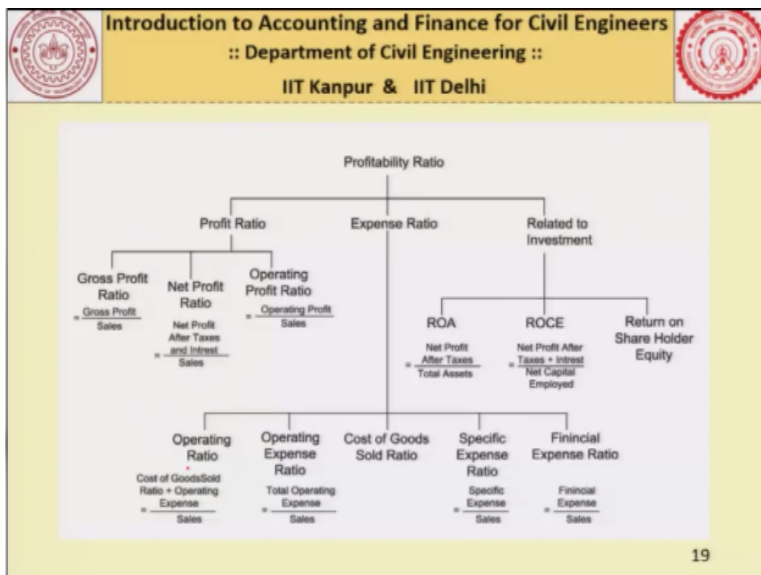 Introduction to Accounting and Finance for Civil Engineers
:: Department of Civil Engineering ::
IIT Kanpur & IIT Delhi
Profitability Ratio
Profit Ratio
Expense Ratio
Related to
Investment
Gross Profit
Ratio
= Gross Profit
Sales
Net Profit
Ratio
Net Profit
After Taxes
= and Intrest
Sales
Operating
Profit Ratio
= Operating Profit
Sales
ROA
Net Profit
= After Taxes
Total Assets
ROCE
Net Profit After
= Taxes + Intrest
Net Capital
Employed
Return on
Share Holder
Equity
Operating
Ratio
Cost of GoodsSold
Ratio + Operating
= Expense
Sales
Operating
Expense
Ratio
Total Operating
= Expense
Sales
Cost of Goods
Sold Ratio
Specific
Expense
Ratio
Specific
= Expense
Sales
Finincial
Expense Ratio
Finincial
= Expense
Sales
19